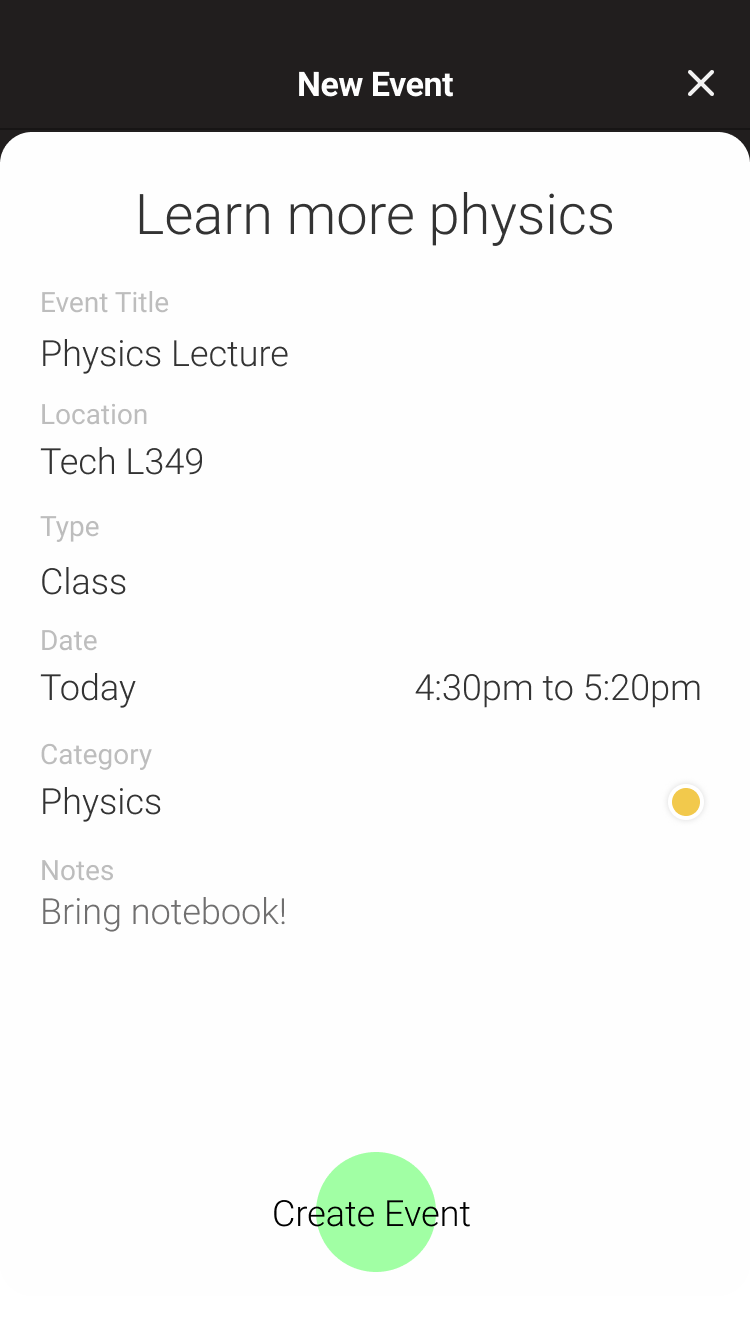 New Event
Learn more physics
Event Title
Physics Lecture
Location
Tech L349
Type
Class
Date
Today 4:30pm to 5:20pm
Category
Physics
Notes
Bring notebook!
Create Event